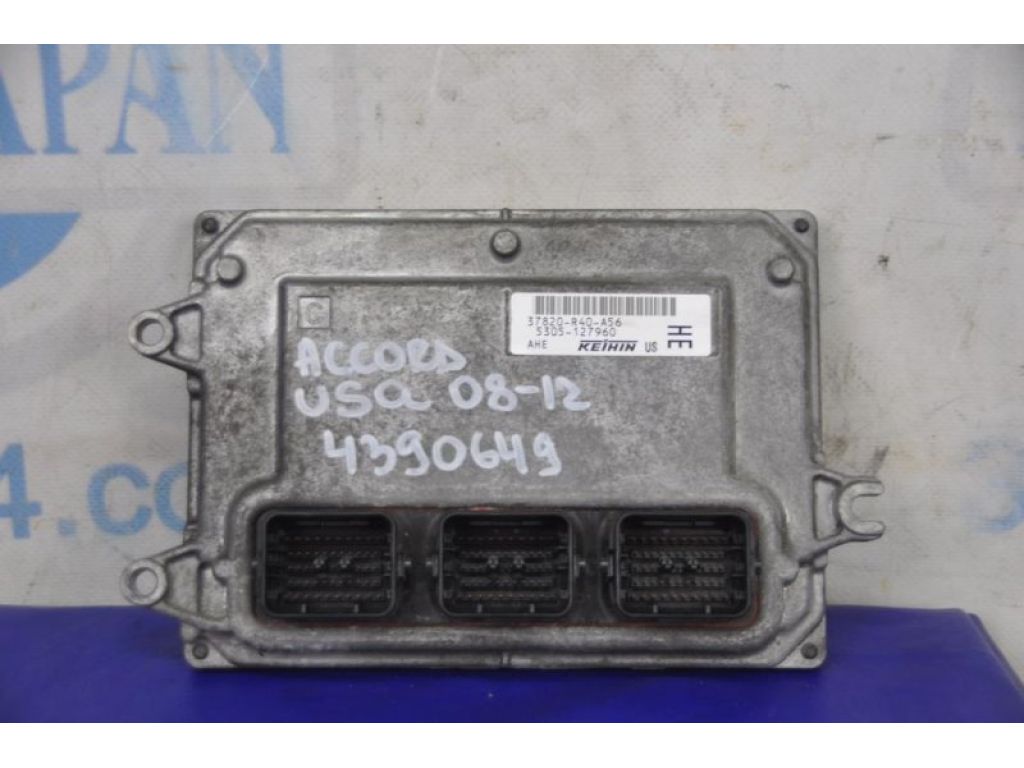 JAPAN
4.co
C
37820-R40-A56
5305-127960
AHE KEIHIN US
HE
ACCORD
USA 08-12
4390649